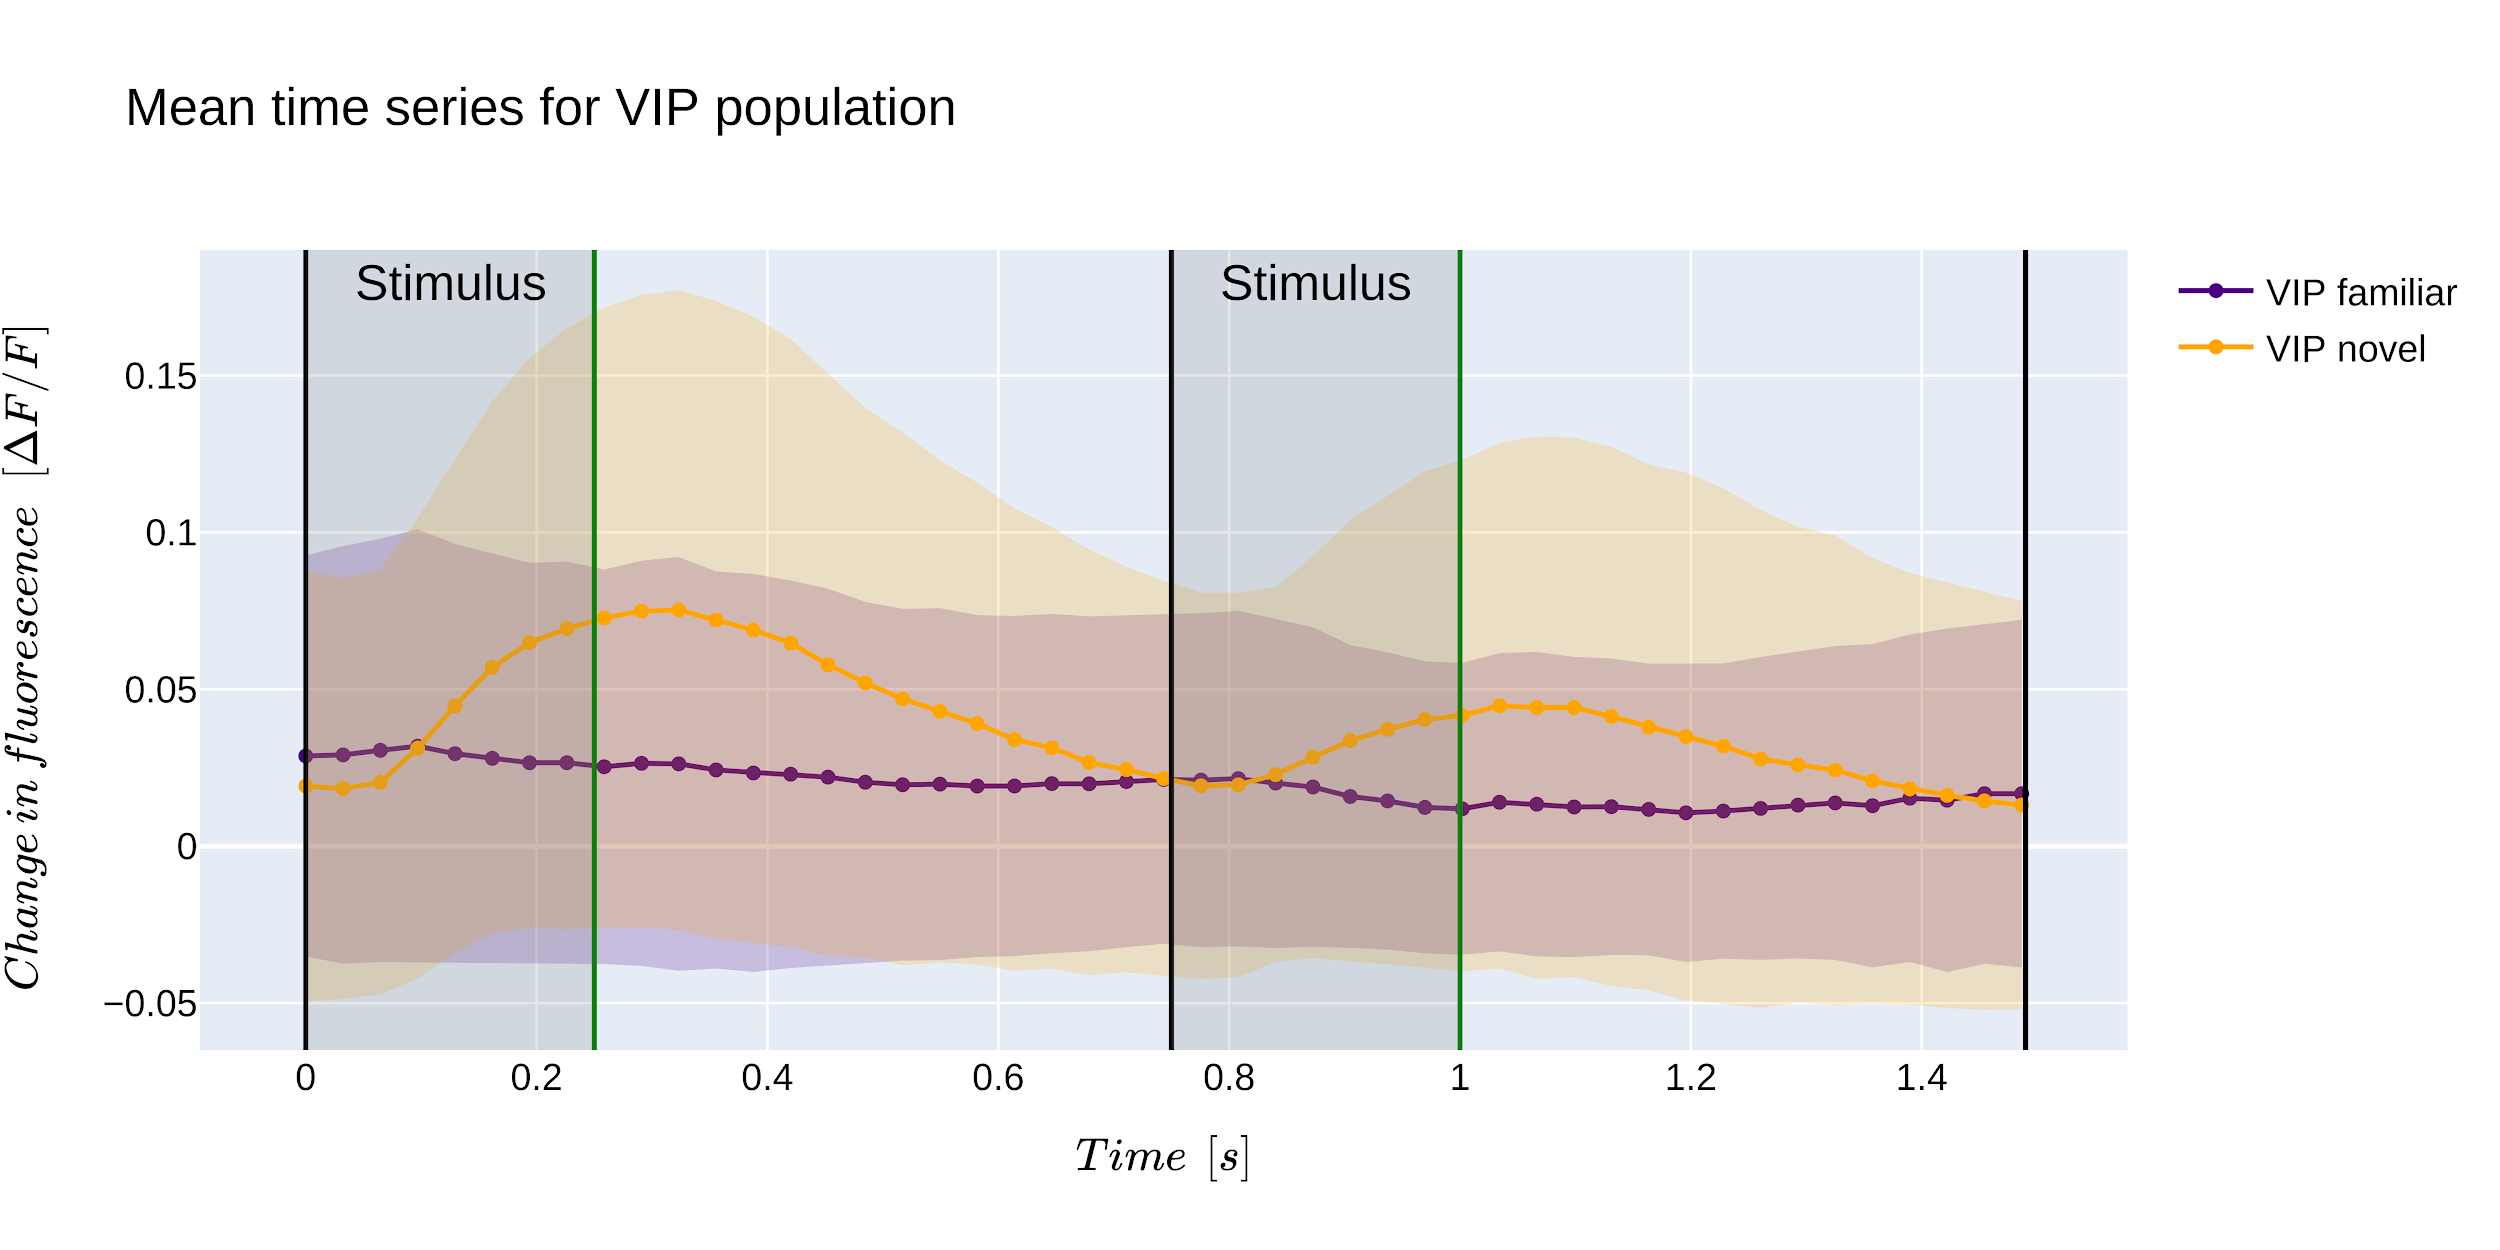 Mean time series for VIP population
Stimulus
Stimulus
VIP familiar
VIP novel
Change in fluorescence [ΔF/F]
0.15
0.1
0.05
0
−0.05
0
0.2
0.4
0.6
0.8
1
1.2
1.4
Time [s]